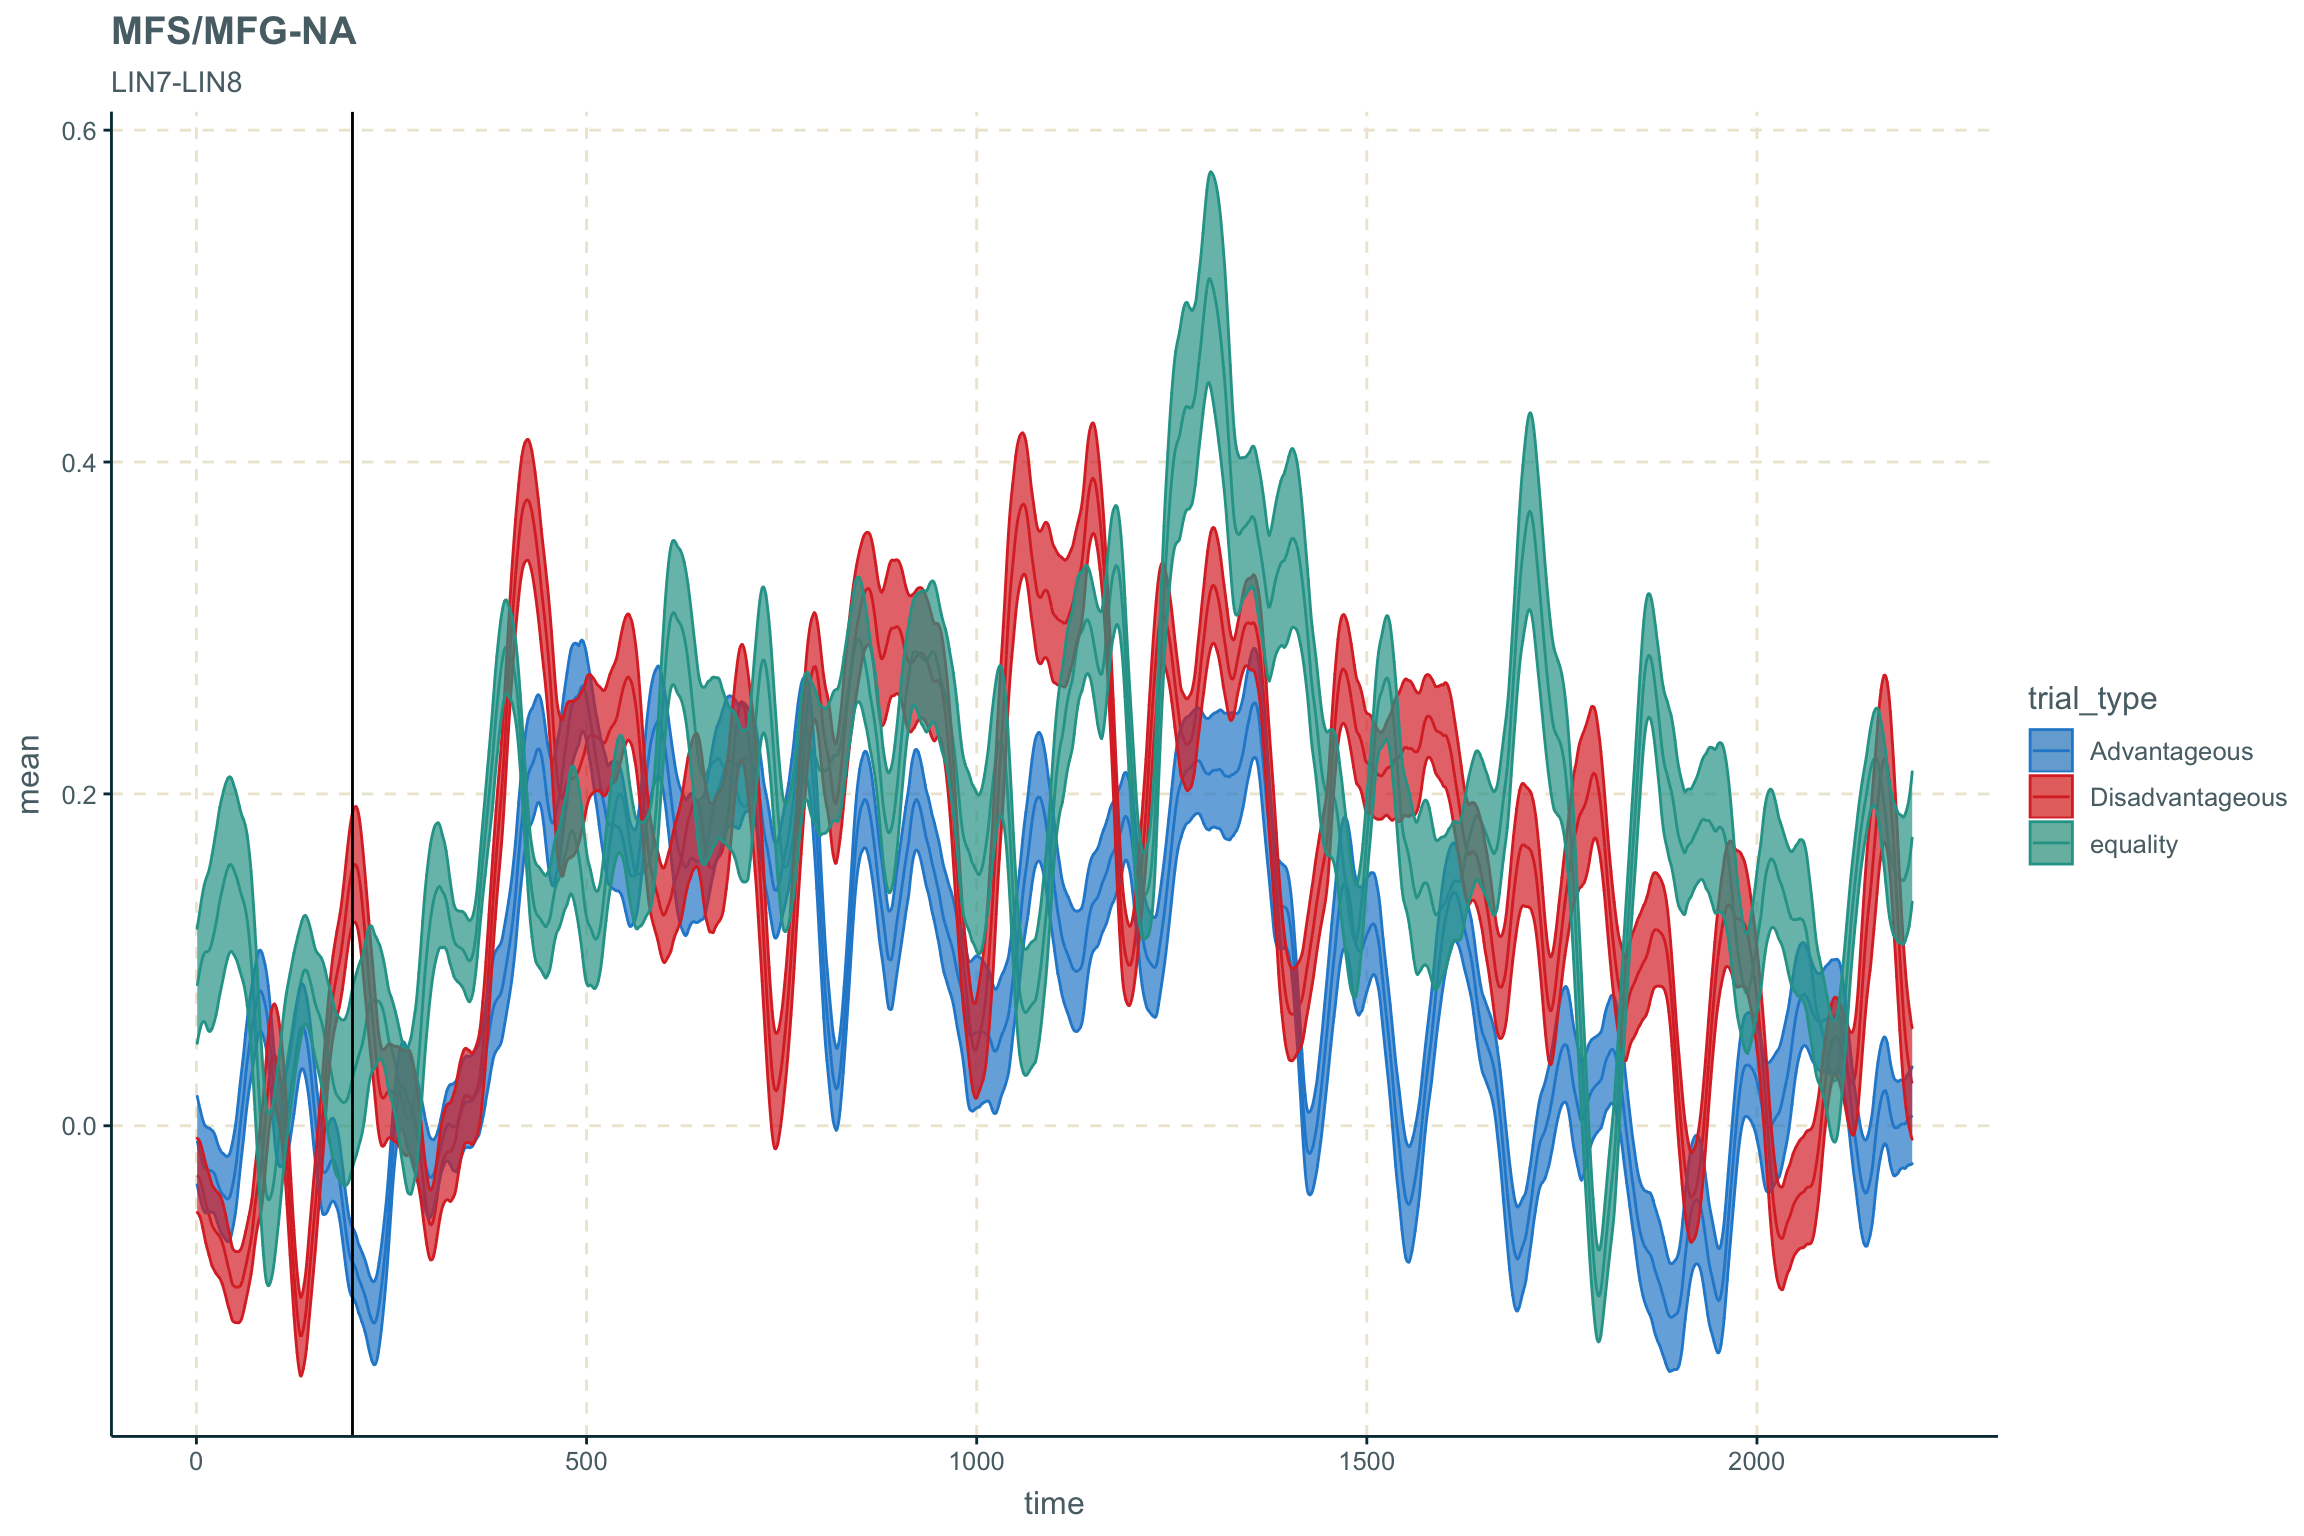 MFS/MFG-NA
LIN7-LIN8
0.6
0.4
0.2
0.0
mean
0
500
1000
1500
2000
time
trial_type
Advantageous
Disadvantageous
equality